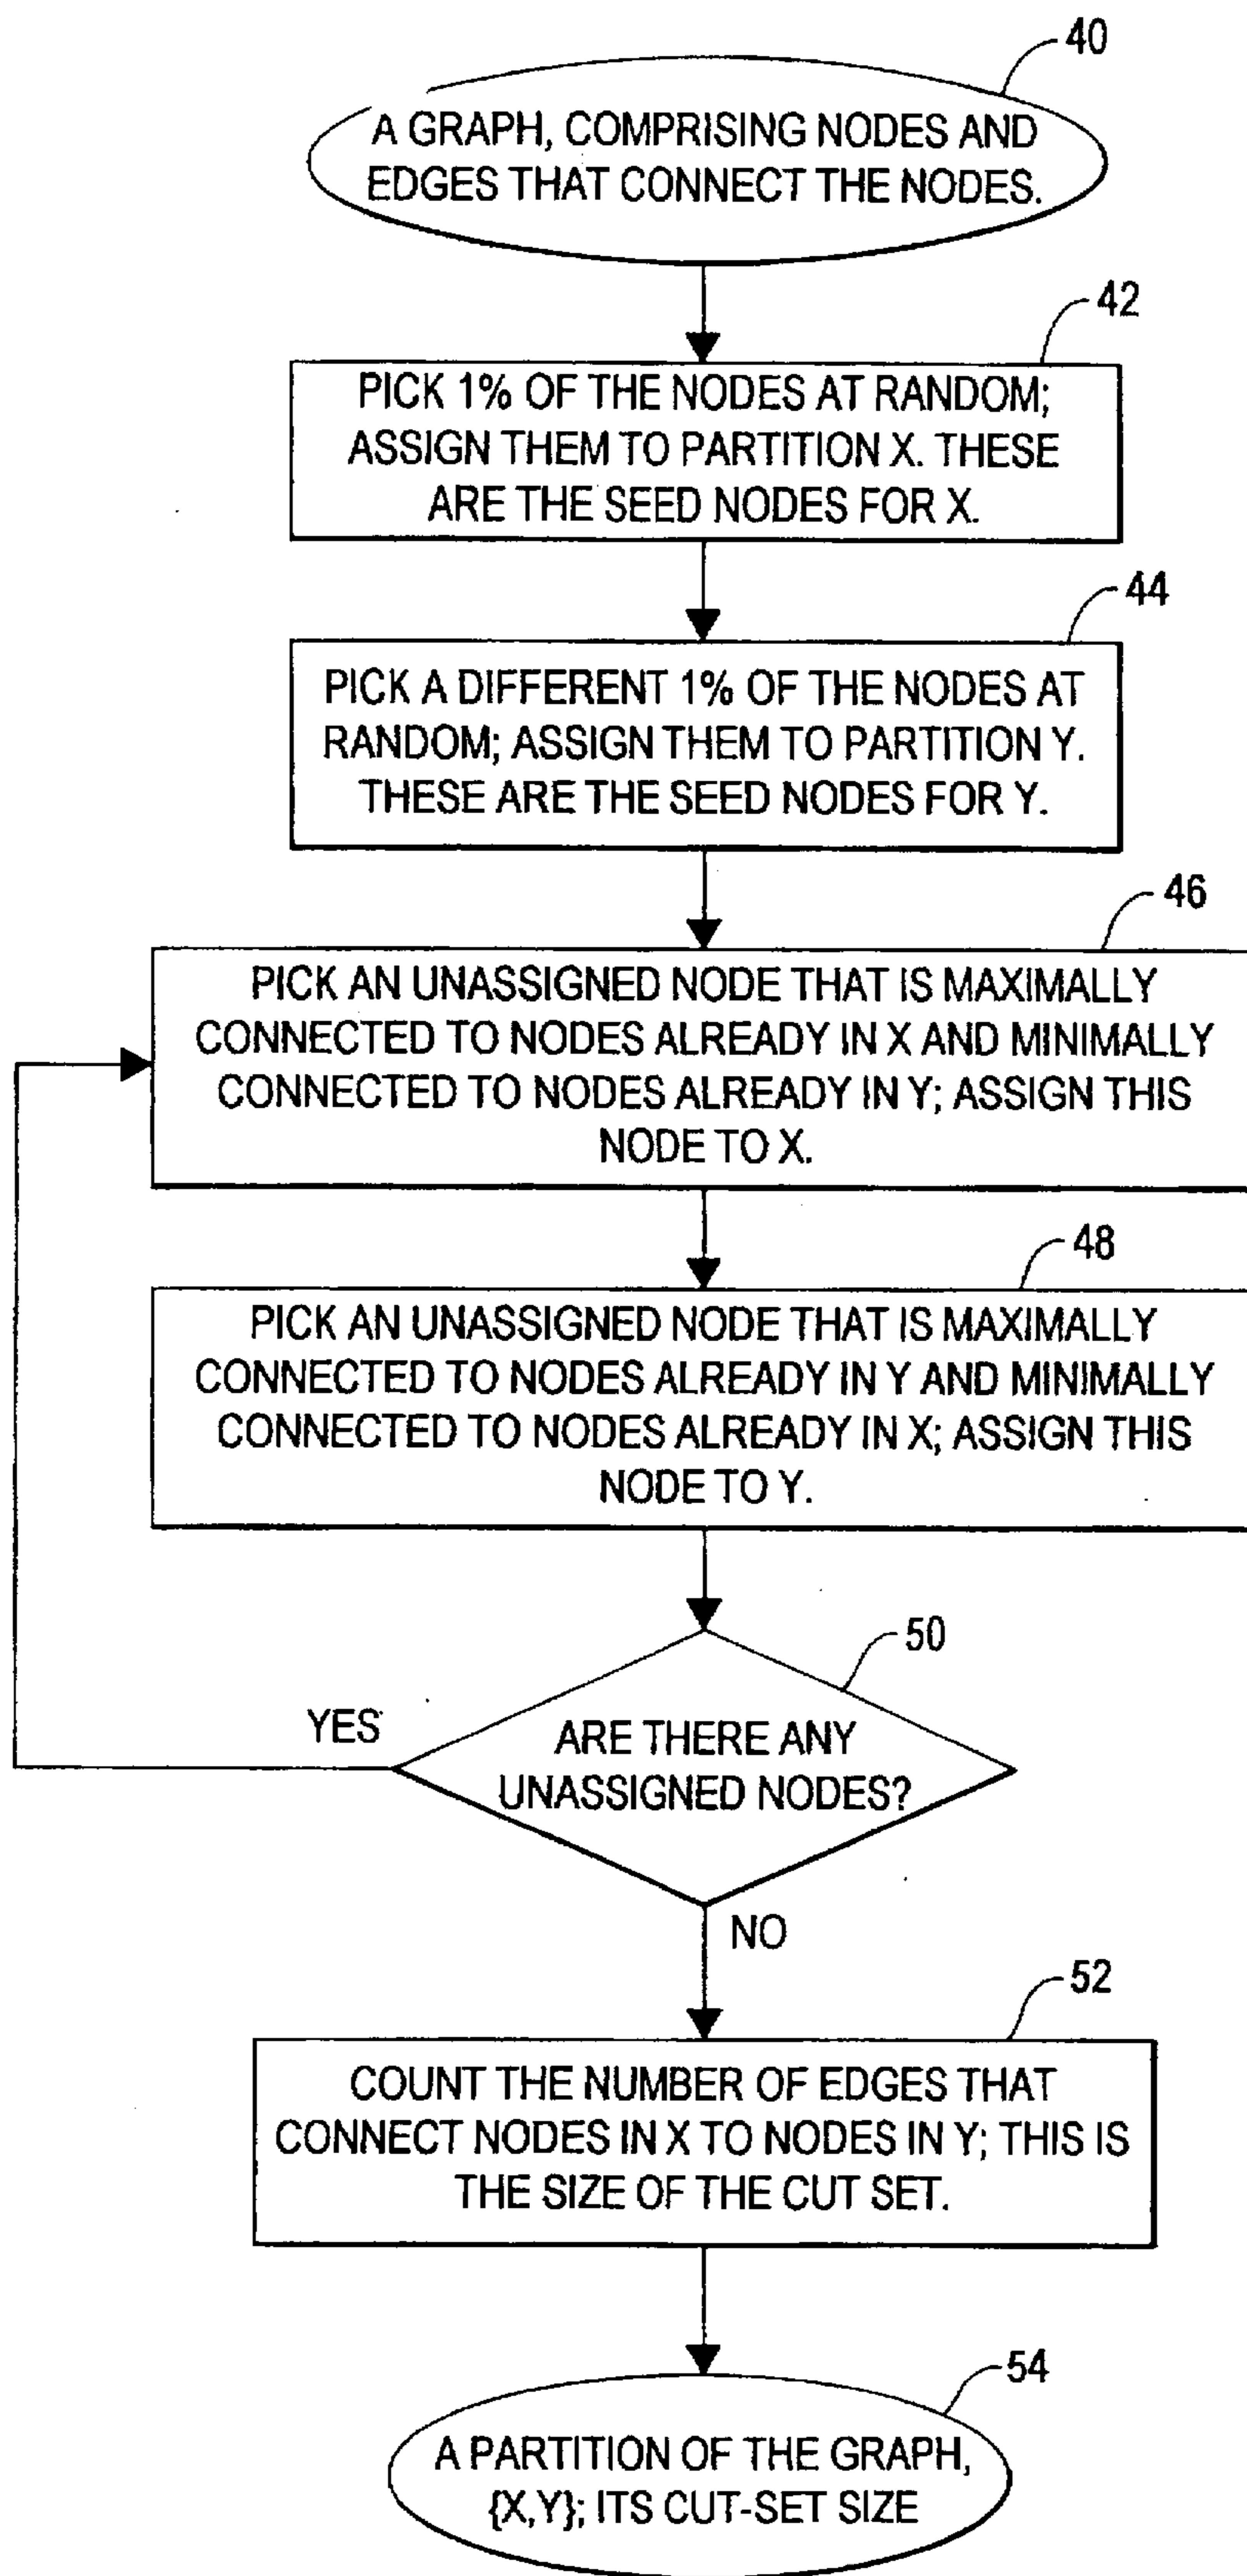 40
A GRAPH, COMPRISING NODES AND
EDGES THAT CONNECT THE NODES.
42
PICK 1% OF THE NODES AT RANDOM;
ASSIGN THEM TO PARTITION X. THESE
ARE THE SEED NODES FOR X.
44
PICK A DIFFERENT 1% OF THE NODES AT
RANDOM; ASSIGN THEM TO PARTITION Y.
THESE ARE THE SEED NODES FOR Y.
46
PICK AN UNASSIGNED NODE THAT IS MAXIMALLY
CONNECTED TO NODES ALREADY IN X AND MINIMALLY
CONNECTED TO NODES ALREADY IN Y; ASSIGN THIS
NODE TO X.
48
PICK AN UNASSIGNED NODE THAT IS MAXIMALLY
CONNECTED TO NODES ALREADY IN Y AND MINIMALLY
CONNECTED TO NODES ALREADY IN X; ASSIGN THIS
NODE TO Y.
50
YES
ARE THERE ANY
UNASSIGNED NODES?
NO
52
COUNT THE NUMBER OF EDGES THAT
CONNECT NODES IN X TO NODES IN Y; THIS IS
THE SIZE OF THE CUT SET.
54
A PARTITION OF THE GRAPH,
{X,Y}; ITS CUT-SET SIZE